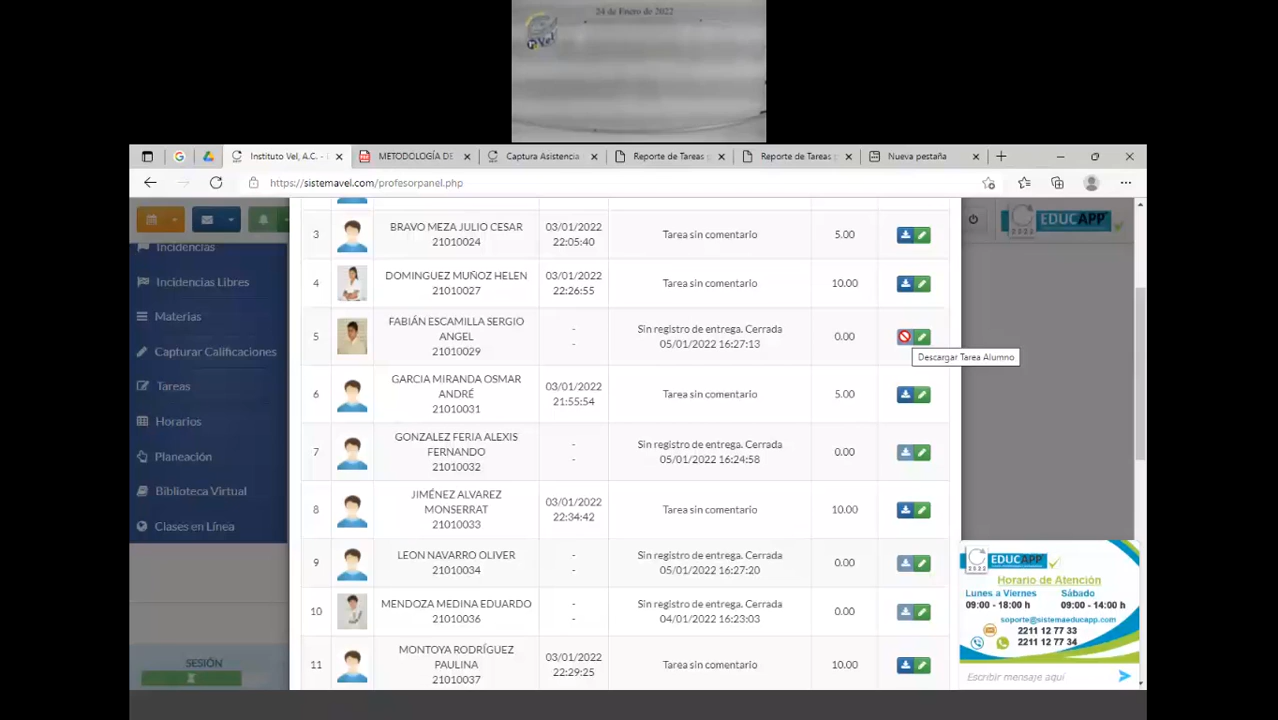 24 de Enero de 2022
Vel
Instituto Vel, A.C. -
METODOLOGÍA DE
Captura Asistencia
Reporte de Tareas
Reporte de Tareas
Nueva pestaña
https://sistemavel.com/profesorpanel.php
EDUCAPP
Incidencias
Incidencias Libres
Materias
Capturar Calificaciones
Tareas
Horarios
Planeación
Biblioteca Virtual
Clases en Línea
SESIÓN
3 BRAVO MEZA JULIO CESAR 21010024 03/01/2022 22:05:40 Tarea sin comentario 5.00
4 DOMINGUEZ MUÑOZ HELEN 21010027 03/01/2022 22:26:55 Tarea sin comentario 10.00
5 FABIÁN ESCAMILLA SERGIO ANGEL 21010029 - - Sin registro de entrega. Cerrada 05/01/2022 16:27:13 0.00
Descargar Tarea Alumno
6 GARCIA MIRANDA OSMAR ANDRÉ 21010031 03/01/2022 21:55:54 Tarea sin comentario 5.00
7 GONZALEZ FERIA ALEXIS FERNANDO 21010032 - - Sin registro de entrega. Cerrada 05/01/2022 16:24:58 0.00
8 JIMÉNEZ ALVAREZ MONSERRAT 21010033 03/01/2022 22:34:42 Tarea sin comentario 10.00
9 LEON NAVARRO OLIVER 21010034 - - Sin registro de entrega. Cerrada 05/01/2022 16:27:20 0.00
10 MENDOZA MEDINA EDUARDO 21010036 - - Sin registro de entrega. Cerrada 04/01/2022 16:23:03 0.00
11 MONTOYA RODRÍGUEZ PAULINA 21010037 03/01/2022 22:29:25 Tarea sin comentario 10.00
EDUCAPP
2022
Horario de Atención
Lunes a Viernes Sábado
09:00 - 18:00 h 09:00 - 14:00 h
soporte@sistemaeducapp.com
2211 12 77 33
2211 12 77 34
Escribir mensaje aquí